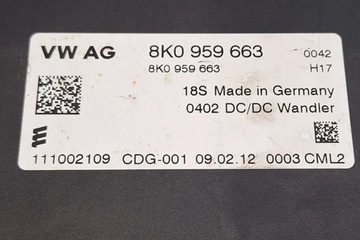 VW AG 8K0 959 663 0042
8K0 959 663 H17
18S Made in Germany
0402 DC/DC Wandler
111002109 CDG-001 09.02.12 0003 CML2